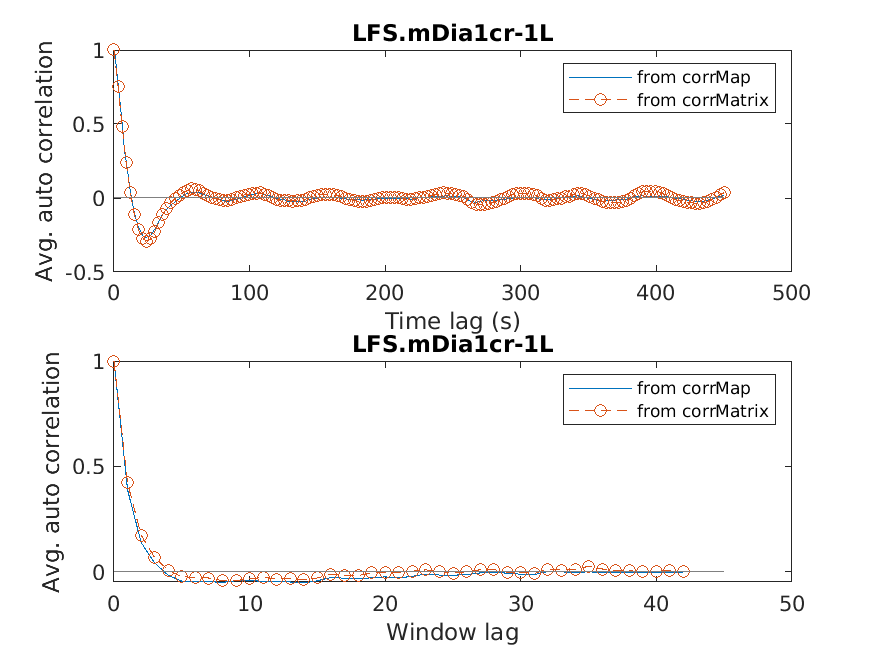 LFS.mDia1cr-1L
Avg. auto correlation
1
0.5
0
-0.5
from corrMap
from corrMatrix
0 100 200 300 400 500
Time lag (s)
LFS.mDia1cr-1L
Avg. auto correlation
1
0.5
0
from corrMap
from corrMatrix
0 10 20 30 40 50
Window lag